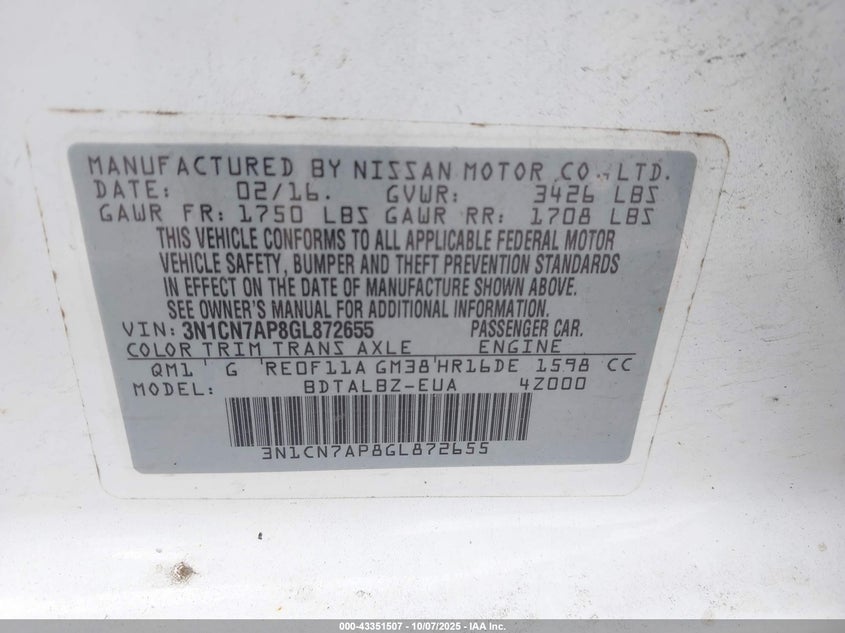 MANUFACTURED BY NISSAN MOTOR CO., LTD.
DATE: 02/16. GVWR: 3426 LBS
GAWR FR: 1750 LBS GAWR RR: 1708 LBS
THIS VEHICLE CONFORMS TO ALL APPLICABLE FEDERAL MOTOR
VEHICLE SAFETY, BUMPER AND THEFT PREVENTION STANDARDS
IN EFFECT ON THE DATE OF MANUFACTURE SHOWN ABOVE.
SEE OWNER'S MANUAL FOR ADDITIONAL INFORMATION.
VIN: 3N1CN7AP8GL872655 PASSENGER CAR.
COLOR TRIM TRANS AXLE ENGINE
QM1 G RE0F11A GM38 HR16DE 1598 CC
MODEL: BDTALBZ-EUA 4Z000
3N1CN7AP8GL872655
000-43351507 - 10/07/2025 - IAA Inc.